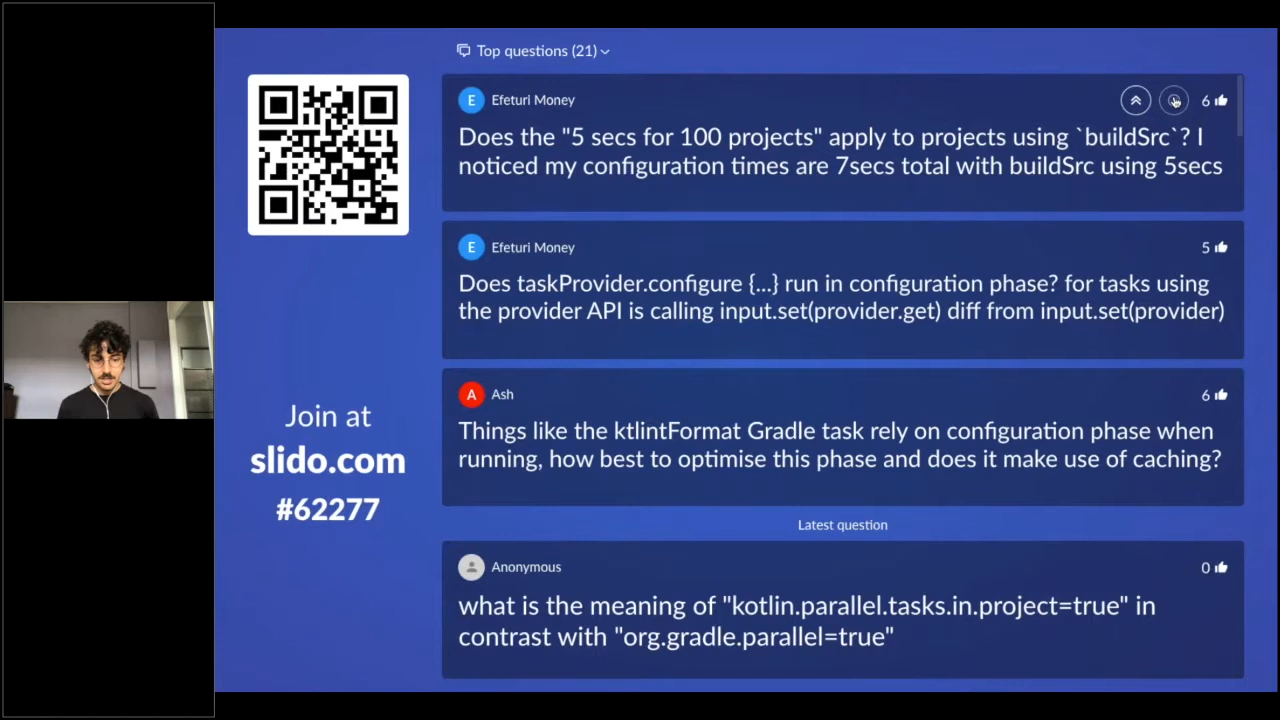 Top questions (21)
E Efeturi Money 6
Does the "5 secs for 100 projects" apply to projects using `buildSrc`? I
noticed my configuration times are 7secs total with buildSrc using 5secs
E Efeturi Money 5
Does taskProvider.configure {...} run in configuration phase? for tasks using
the provider API is calling input.set(provider.get) diff from input.set(provider)
A Ash 6
Things like the ktlintFormat Gradle task rely on configuration phase when
running, how best to optimise this phase and does it make use of caching?
Latest question
Anonymous 0
what is the meaning of "kotlin.parallel.tasks.in.project=true" in
contrast with "org.gradle.parallel=true"
Join at
slido.com
#62277